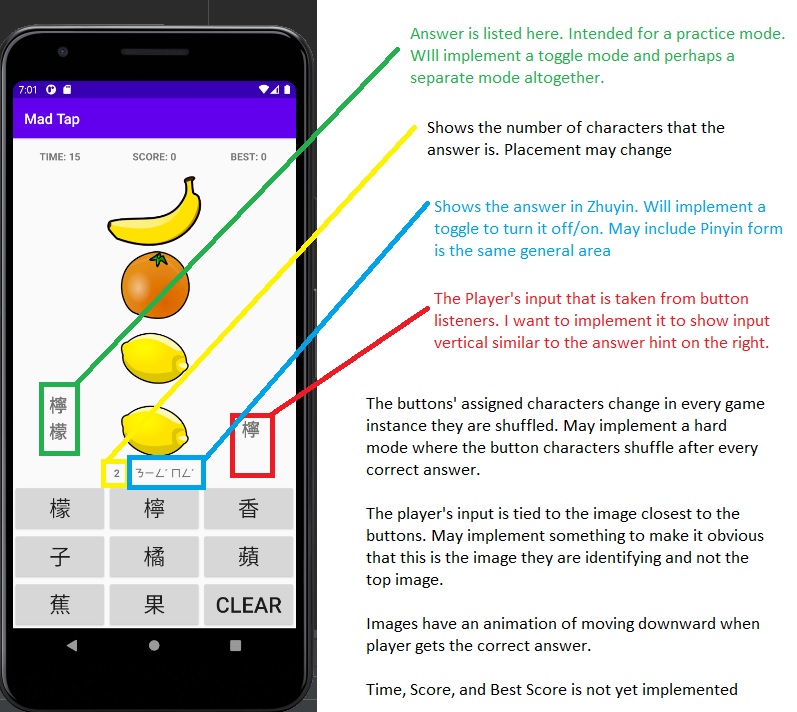 7:01
Mad Tap
TIME: 15 SCORE: 0 BEST: 0
檸
檬
檸
2 ㄋㄧㄥˊ ㄇㄥˊ
檬 檸 香
子 橘 蘋
蕉 果 CLEAR
Answer is listed here. Intended for a practice mode.
WIll implement a toggle mode and perhaps a
separate mode altogether.
Shows the number of characters that the
answer is. Placement may change
Shows the answer in Zhuyin. Will implement a
toggle to turn it off/on. May include Pinyin form
is the same general area
The Player's input that is taken from button
listeners. I want to implement it to show input
vertical similar to the answer hint on the right.
The buttons' assigned characters change in every game
instance they are shuffled. May implement a hard
mode where the button characters shuffle after every
correct answer.
The player's input is tied to the image closest to the
buttons. May implement something to make it obvious
that this is the image they are identifying and not the
top image.
Images have an animation of moving downward when
player gets the correct answer.
Time, Score, and Best Score is not yet implemented